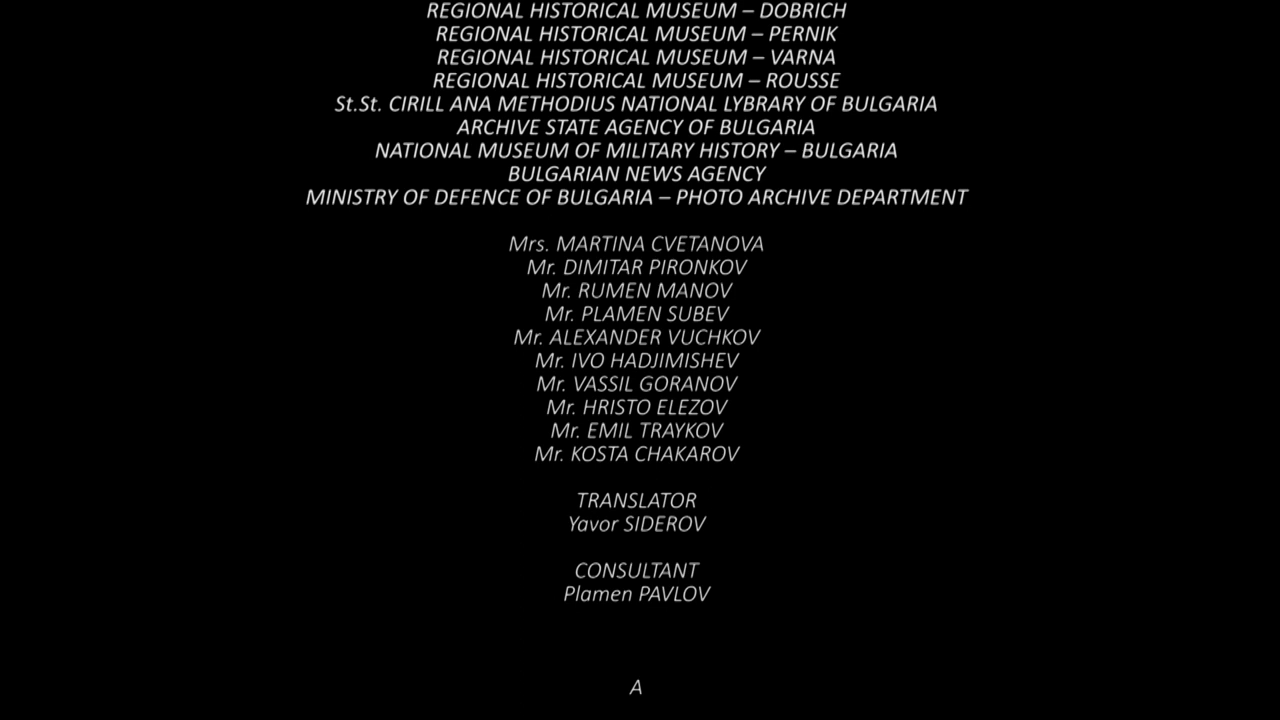 REGIONAL HISTORICAL MUSEUM – DOBRICH
REGIONAL HISTORICAL MUSEUM – PERNIK
REGIONAL HISTORICAL MUSEUM – VARNA
REGIONAL HISTORICAL MUSEUM – ROUSSE
St.St. CIRILL ANA METHODIUS NATIONAL LYBRARY OF BULGARIA
ARCHIVE STATE AGENCY OF BULGARIA
NATIONAL MUSEUM OF MILITARY HISTORY – BULGARIA
BULGARIAN NEWS AGENCY
MINISTRY OF DEFENCE OF BULGARIA – PHOTO ARCHIVE DEPARTMENT
Mrs. MARTINA CVETANOVA
Mr. DIMITAR PIRONKOV
Mr. RUMEN MANOV
Mr. PLAMEN SUBEV
Mr. ALEXANDER VUCHKOV
Mr. IVO HADJIMISHEV
Mr. VASSIL GORANOV
Mr. HRISTO ELEZOV
Mr. EMIL TRAYKOV
Mr. KOSTA CHAKAROV
TRANSLATOR
Yavor SIDEROV
CONSULTANT
Plamen PAVLOV
A